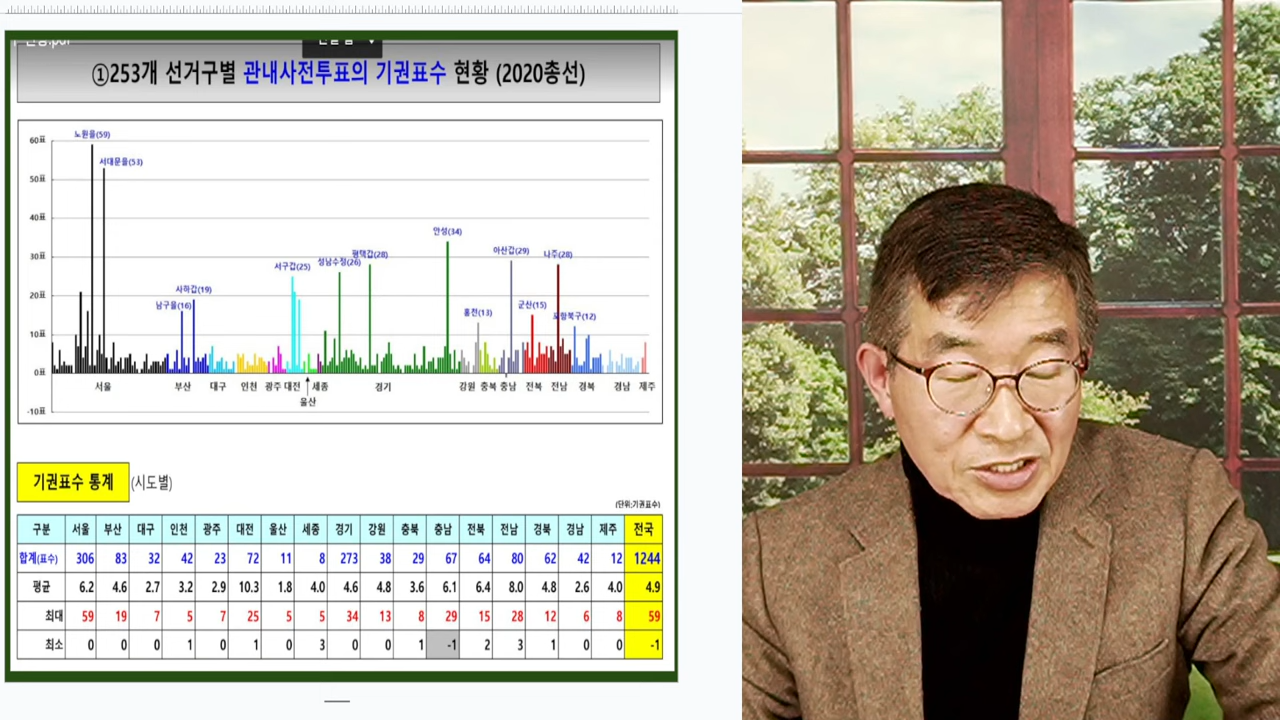 ①253개 선거구별 관내사전투표의 기권표수 현황 (2020총선)
60표
50표
40표
30표
20표
10표
0표
-10표
노원을(59)
서대문을(53)
남구을(16)
사하갑(19)
서구갑(25)
성남수정(26)
평택갑(28)
안성(34)
홍천(13)
아산갑(29)
군산(15)
나주(28)
포항북구(12)
서울 부산 대구 인천 광주 대전 세종 경기 강원 충북 충남 전북 전남 경북 경남 제주
울산
기권표수 통계 (시도별)
(단위:기권표수)
구분 서울 부산 대구 인천 광주 대전 울산 세종 경기 강원 충북 충남 전북 전남 경북 경남 제주 전국
합계(표수) 306 83 32 42 23 72 11 8 273 38 29 67 64 80 62 42 12 1244
평균 6.2 4.6 2.7 3.2 2.9 10.3 1.8 4.0 4.6 4.8 3.6 6.1 6.4 8.0 4.8 2.6 4.0 4.9
최대 59 19 7 5 7 25 5 5 34 13 8 29 15 28 12 6 8 59
최소 0 0 0 1 0 1 0 3 0 0 1 -1 2 3 1 0 0 -1